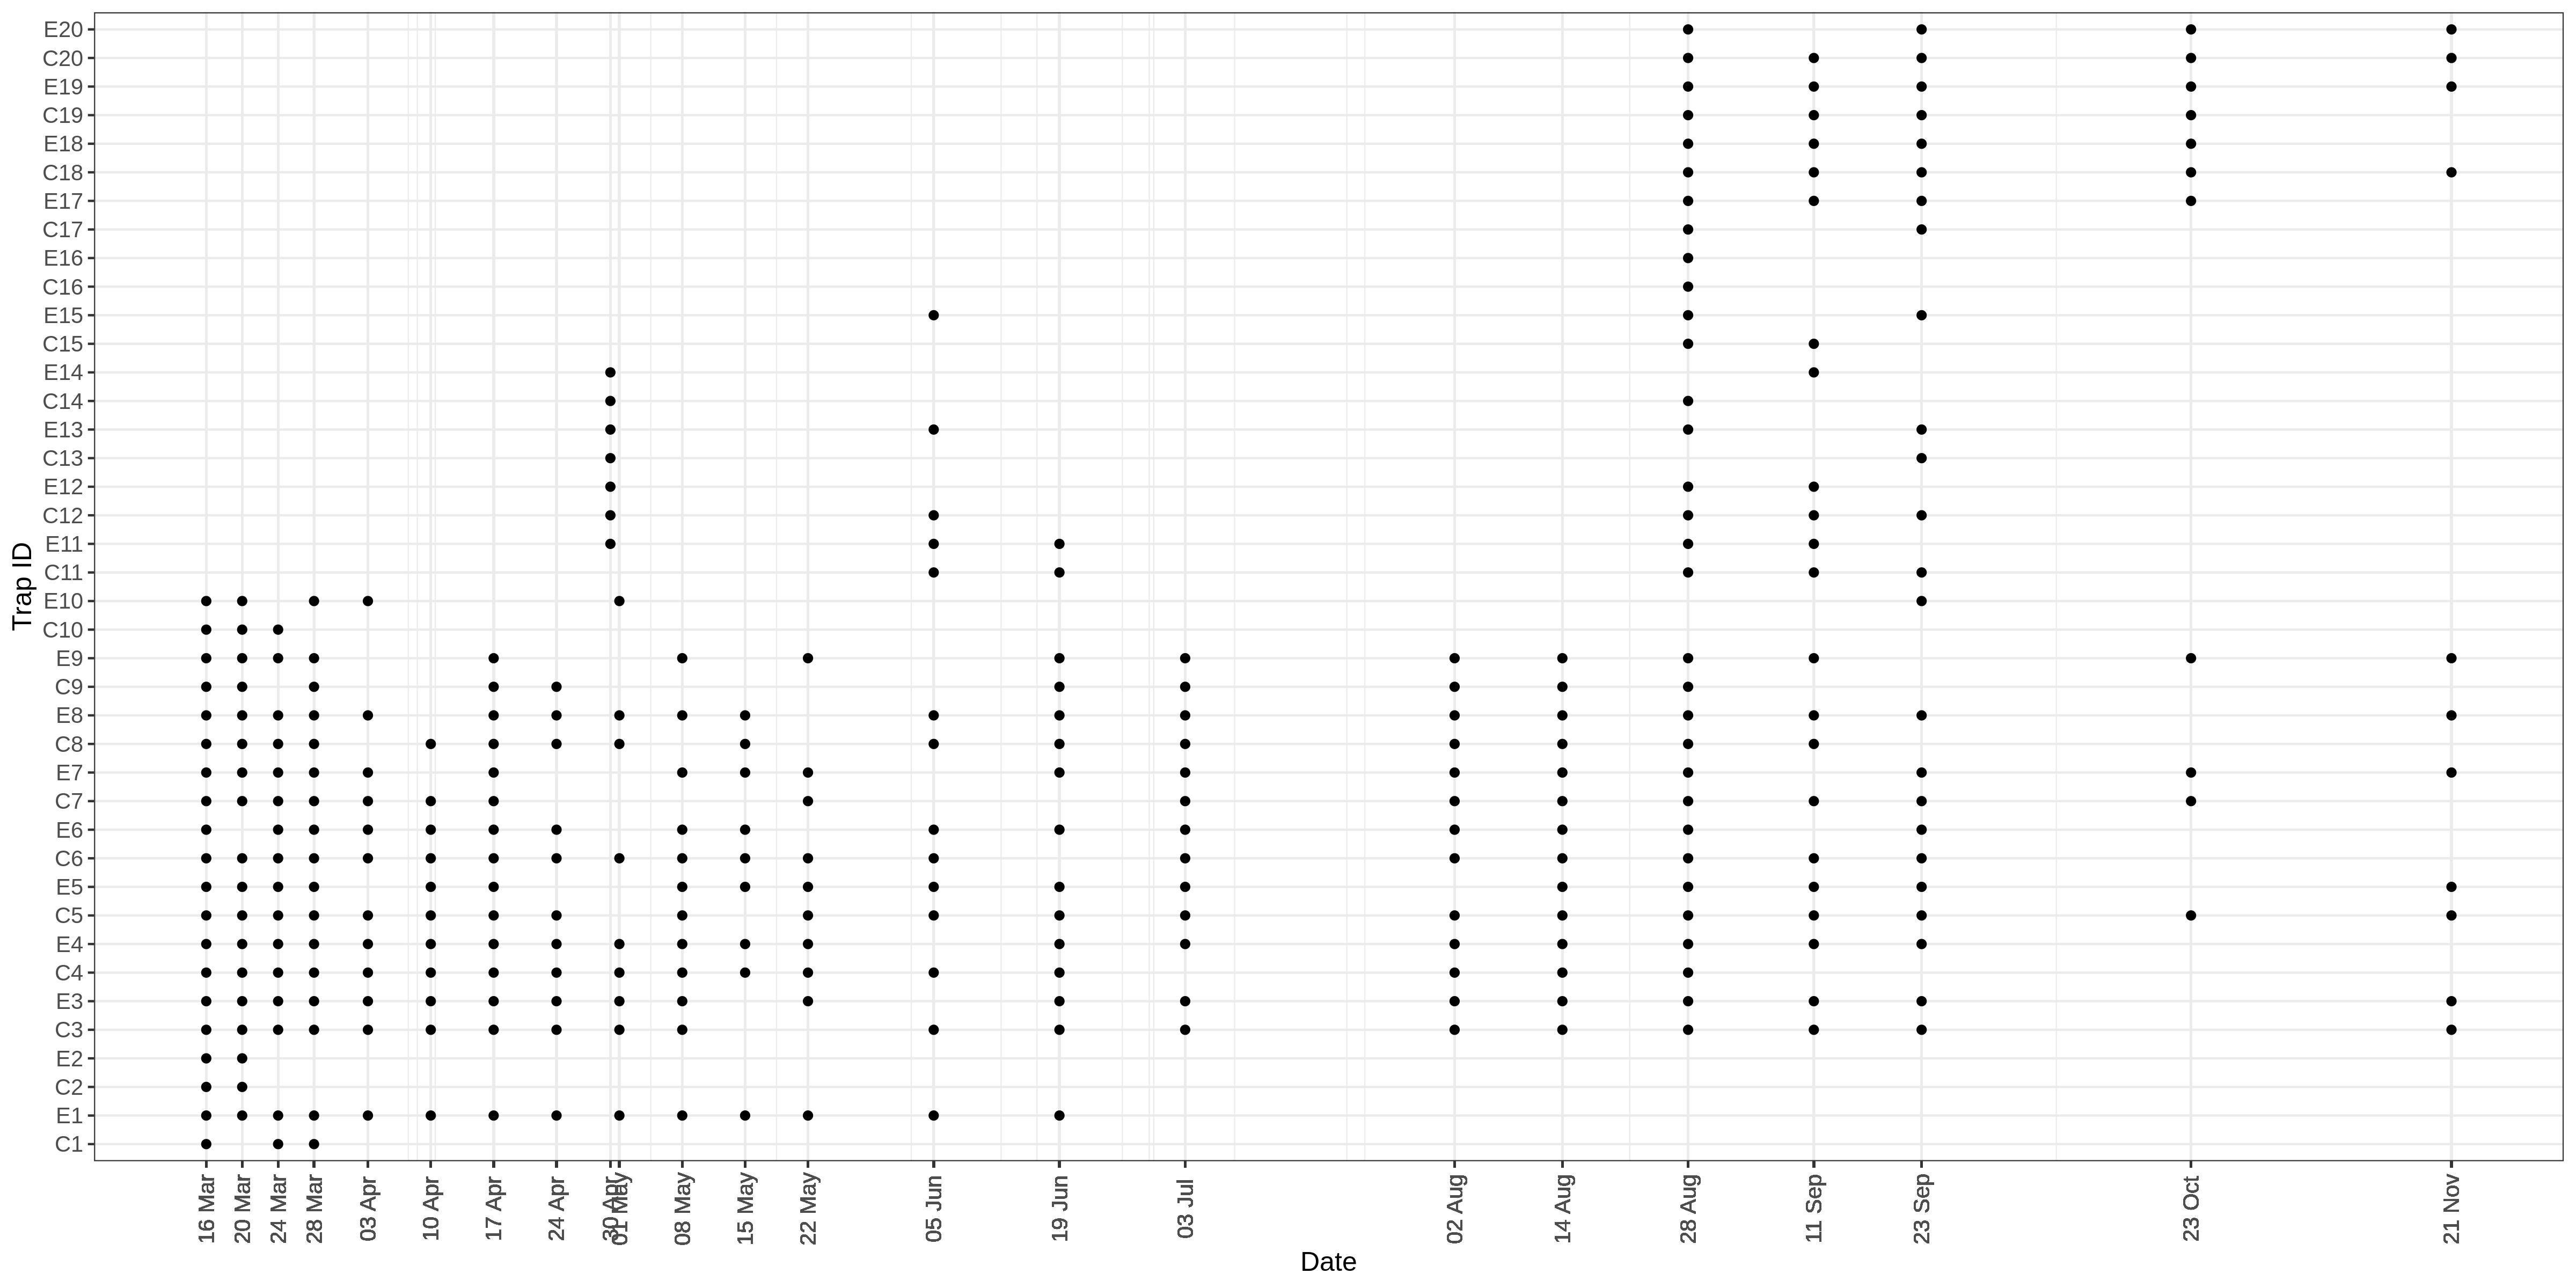 E20
C20
E19
C19
E18
C18
E17
C17
E16
C16
E15
C15
E14
C14
E13
C13
E12
C12
E11
C11
E10
C10
E9
C9
E8
C8
E7
C7
E6
C6
E5
C5
E4
C4
E3
C3
E2
C2
E1
C1
Trap ID
16 Mar
20 Mar
24 Mar
28 Mar
03 Apr
10 Apr
17 Apr
24 Apr
30 Apr
01 May
08 May
15 May
22 May
05 Jun
19 Jun
03 Jul
02 Aug
14 Aug
28 Aug
11 Sep
23 Sep
23 Oct
21 Nov
Date